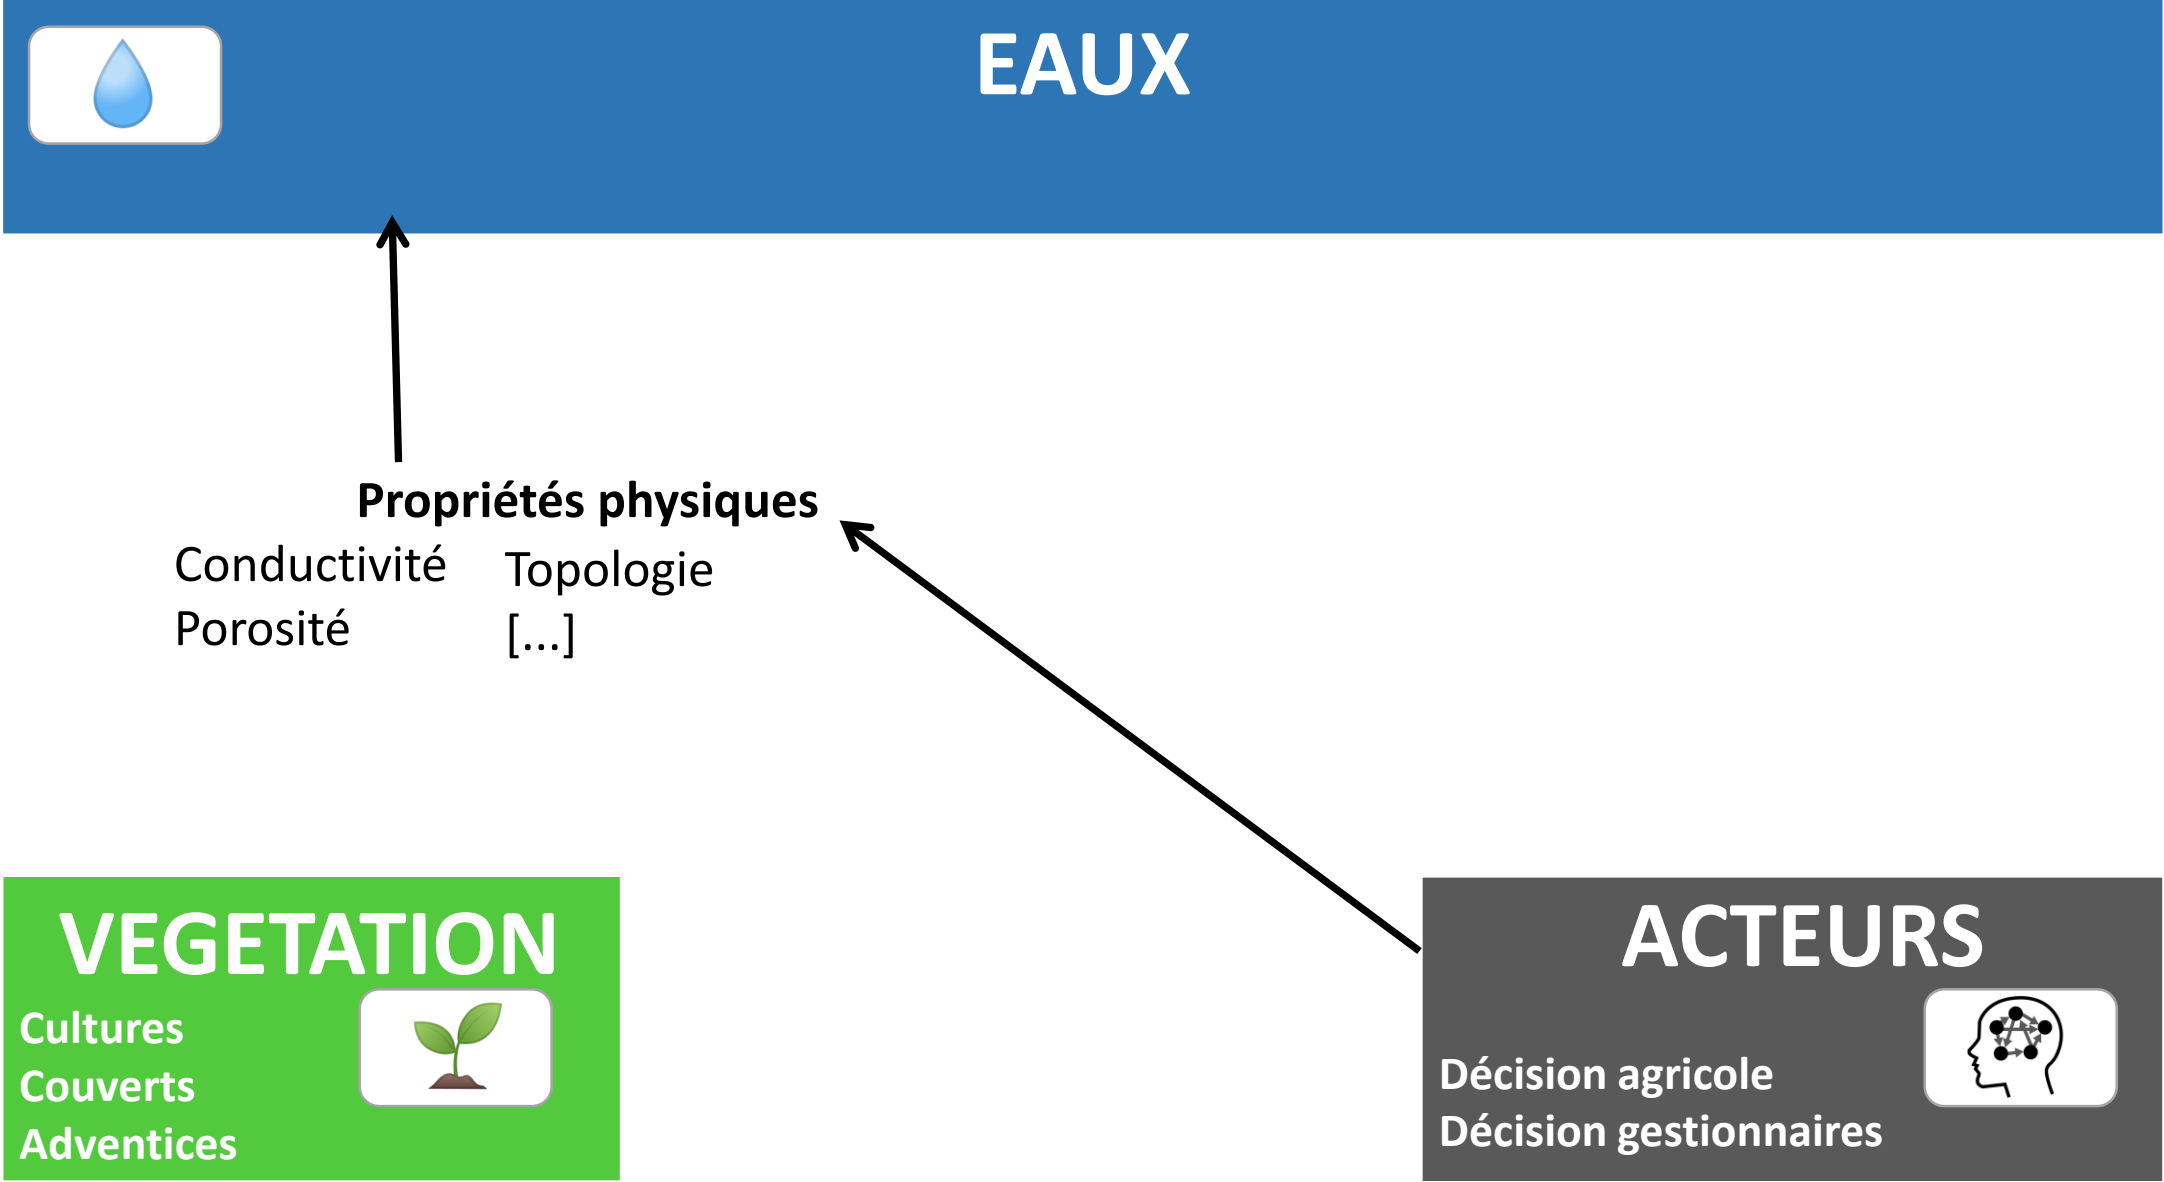 EAUX
Propriétés physiques
Conductivité
Porosité
Topologie
[...]
VEGETATION
Cultures
Couverts
Adventices
ACTEURS
Décision agricole
Décision gestionnaires